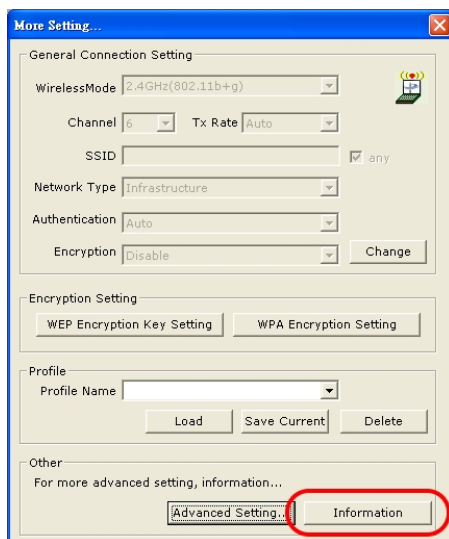 More Setting...
General Connection Setting
WirelessMode 2.4GHz(802.11b+g)
Channel 6 Tx Rate Auto
SSID any
Network Type Infrastructure
Authentication Auto
Encryption Disable Change
Encryption Setting
WEP Encryption Key Setting WPA Encryption Setting
Profile
Profile Name
Load Save Current Delete
Other
For more advanced setting, information...
Advanced Setting... Information